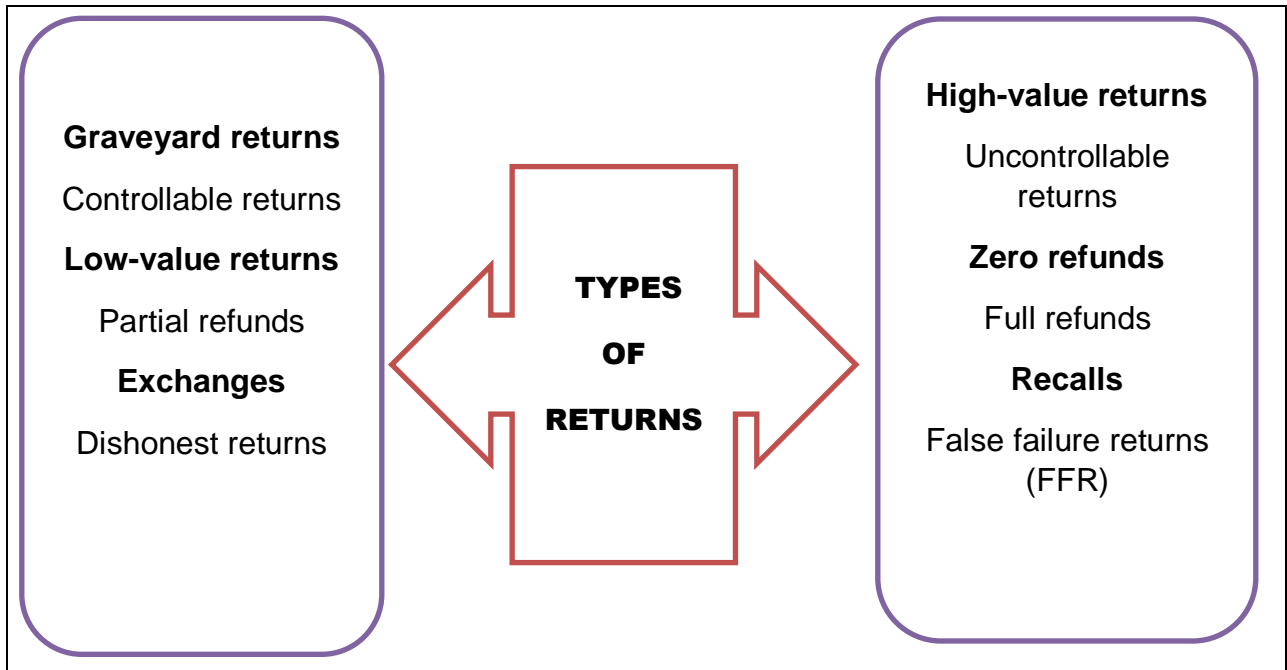 Graveyard returns
Controllable returns
Low-value returns
Partial refunds
Exchanges
Dishonest returns
TYPES
OF
RETURNS
High-value returns
Uncontrollable
returns
Zero refunds
Full refunds
Recalls
False failure returns
(FFR)